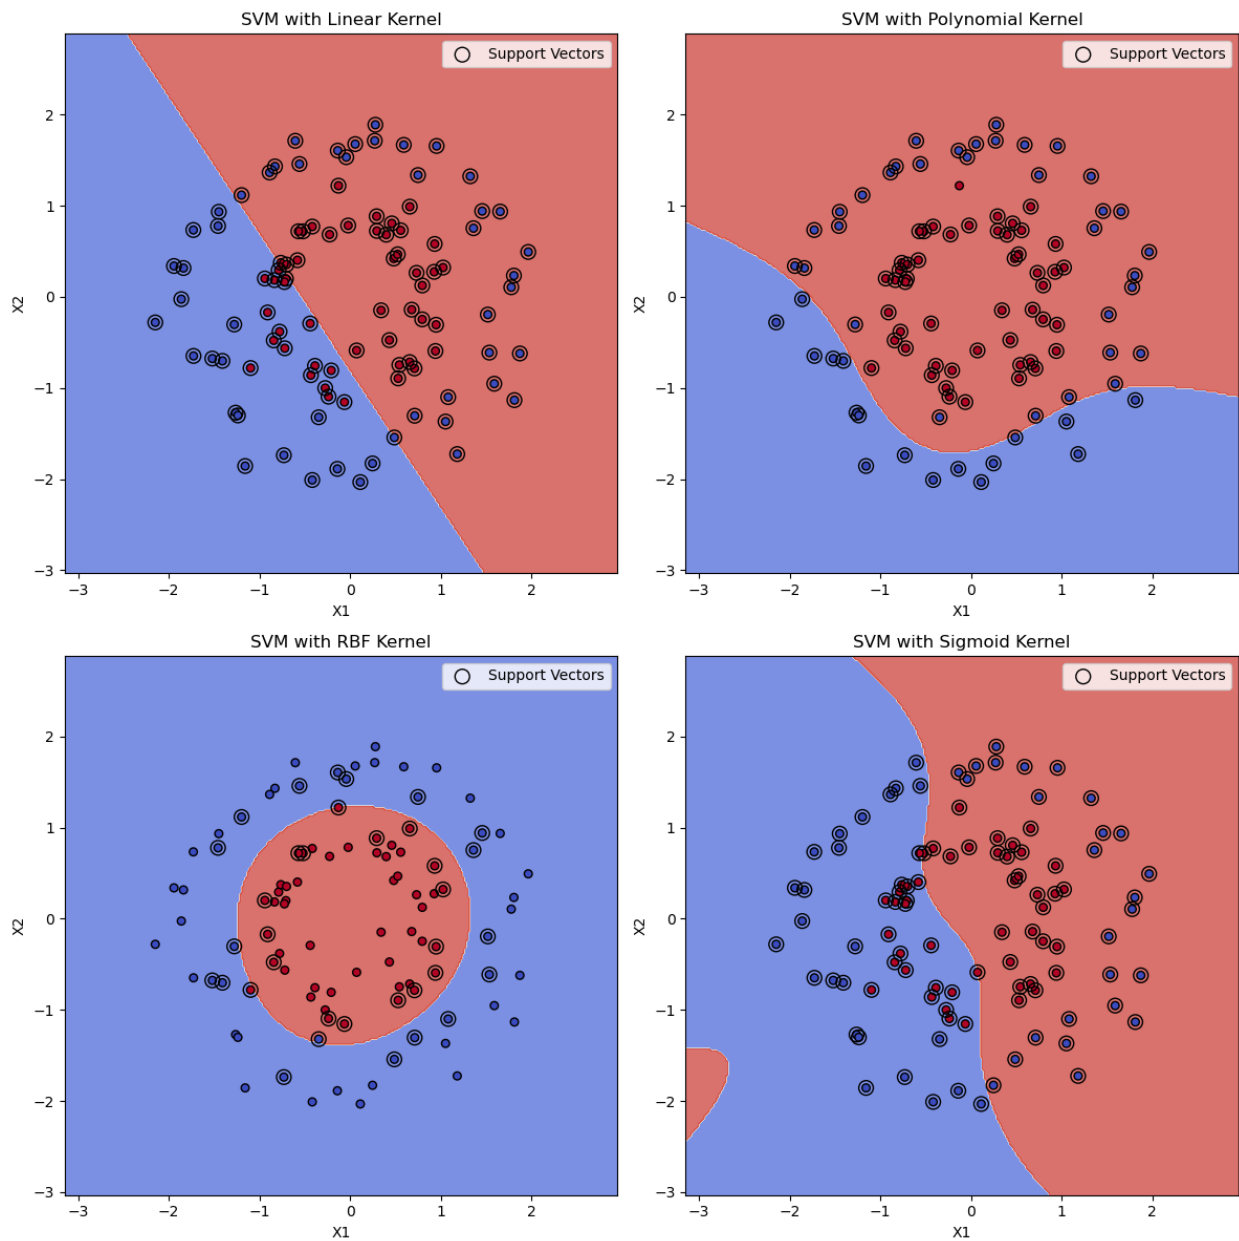 SVM with Linear Kernel
Support Vectors
X2
2
1
0
−1
−2
−3
−3 −2 −1 0 1 2
X1
SVM with Polynomial Kernel
Support Vectors
X2
2
1
0
−1
−2
−3
−3 −2 −1 0 1 2
X1
SVM with RBF Kernel
Support Vectors
X2
2
1
0
−1
−2
−3
−3 −2 −1 0 1 2
X1
SVM with Sigmoid Kernel
Support Vectors
X2
2
1
0
−1
−2
−3
−3 −2 −1 0 1 2
X1